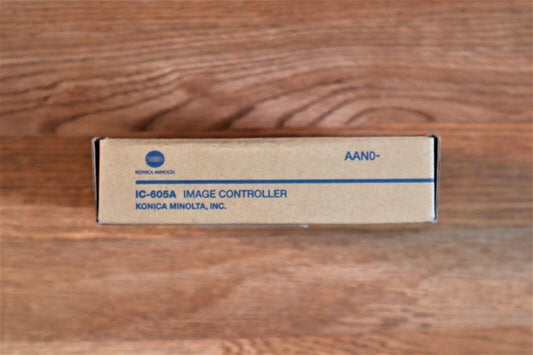 KONICA MINOLTA
AAN0-
IC-605A IMAGE CONTROLLER
KONICA MINOLTA, INC.